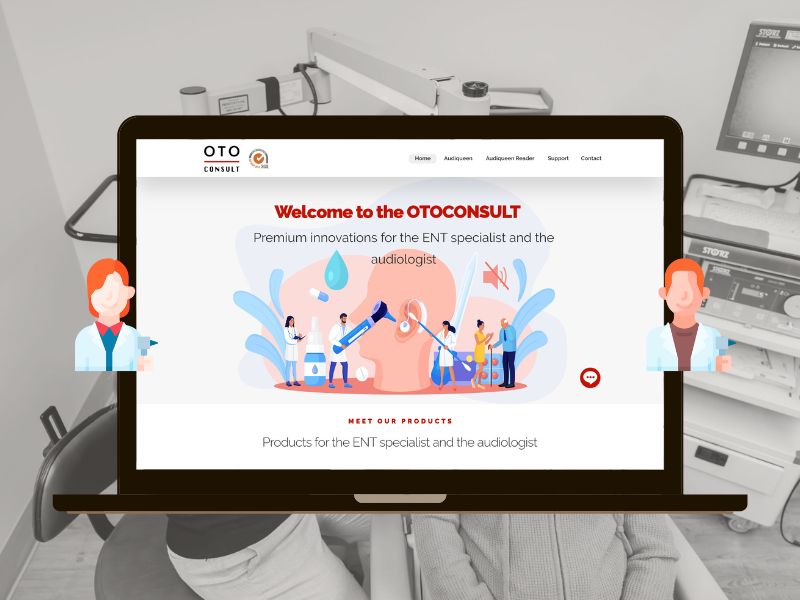 OTO
CONSULT
Home
Audiqueen
Audiqueen Reader
Support
Contact
Welcome to the OTOCONSULT
Premium innovations for the ENT specialist and the
audiologist
MEET OUR PRODUCTS
Products for the ENT specialist and the audiologist
STORZ
STORZ